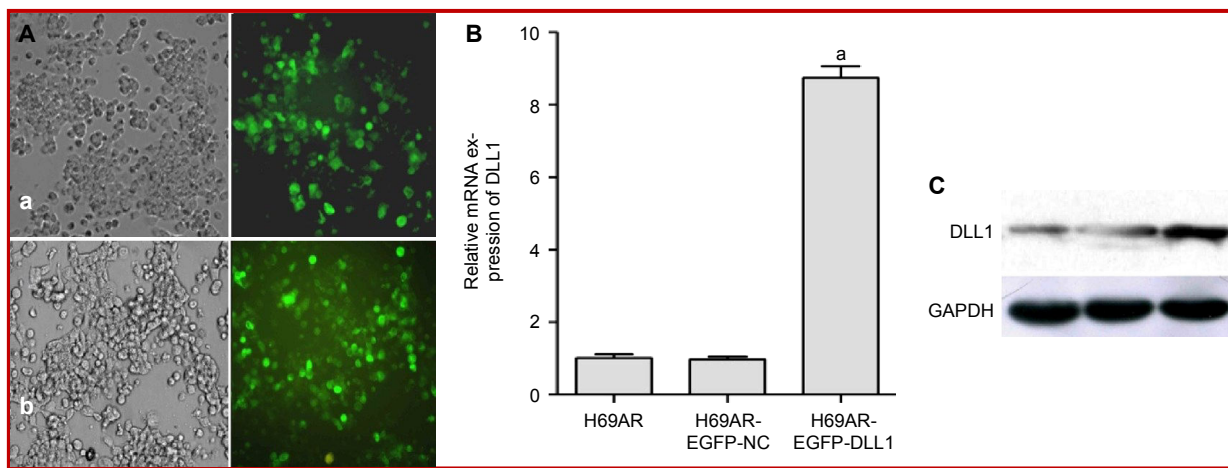 A
a
b
B
Relative mRNA ex-
pression of DLL1
10
8
6
4
2
0
a
H69AR
H69AR-
EGFP-NC
H69AR-
EGFP-DLL1
C
DLL1
GAPDH